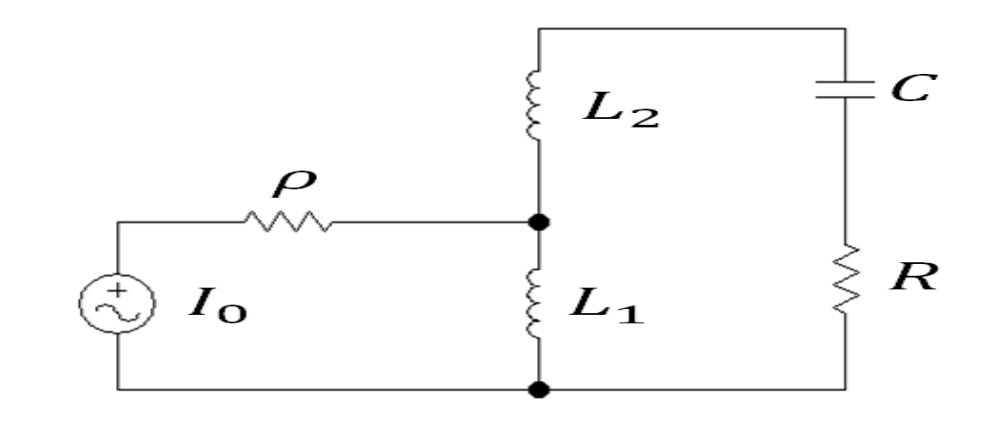 L₂
C
ρ
+
I₀
L₁
R